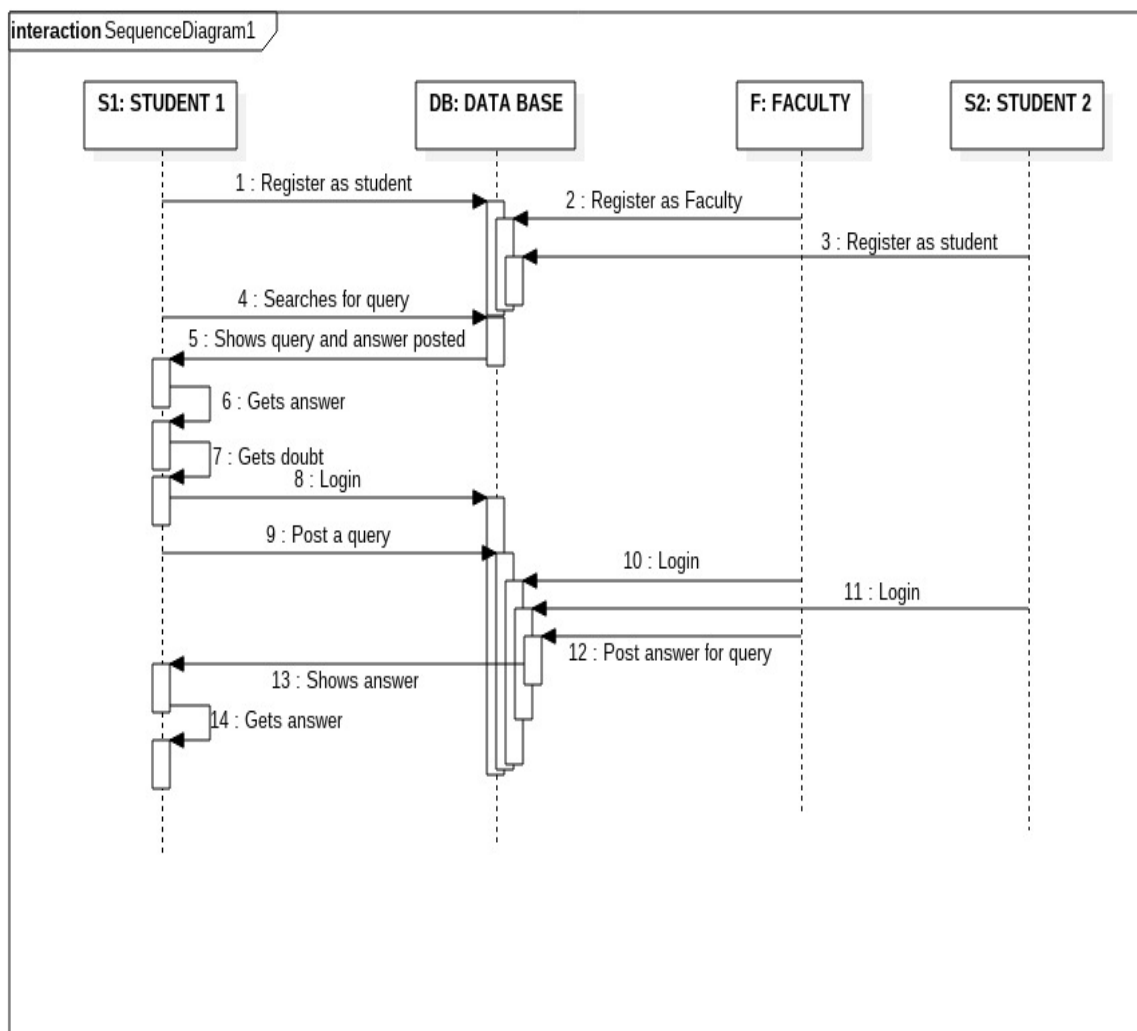 interaction SequenceDiagram1
S1: STUDENT 1
DB: DATA BASE
F: FACULTY
S2: STUDENT 2
1 : Register as student
2 : Register as Faculty
3 : Register as student
4 : Searches for query
5 : Shows query and answer posted
6 : Gets answer
7 : Gets doubt
8 : Login
9 : Post a query
10 : Login
11 : Login
12 : Post answer for query
13 : Shows answer
14 : Gets answer